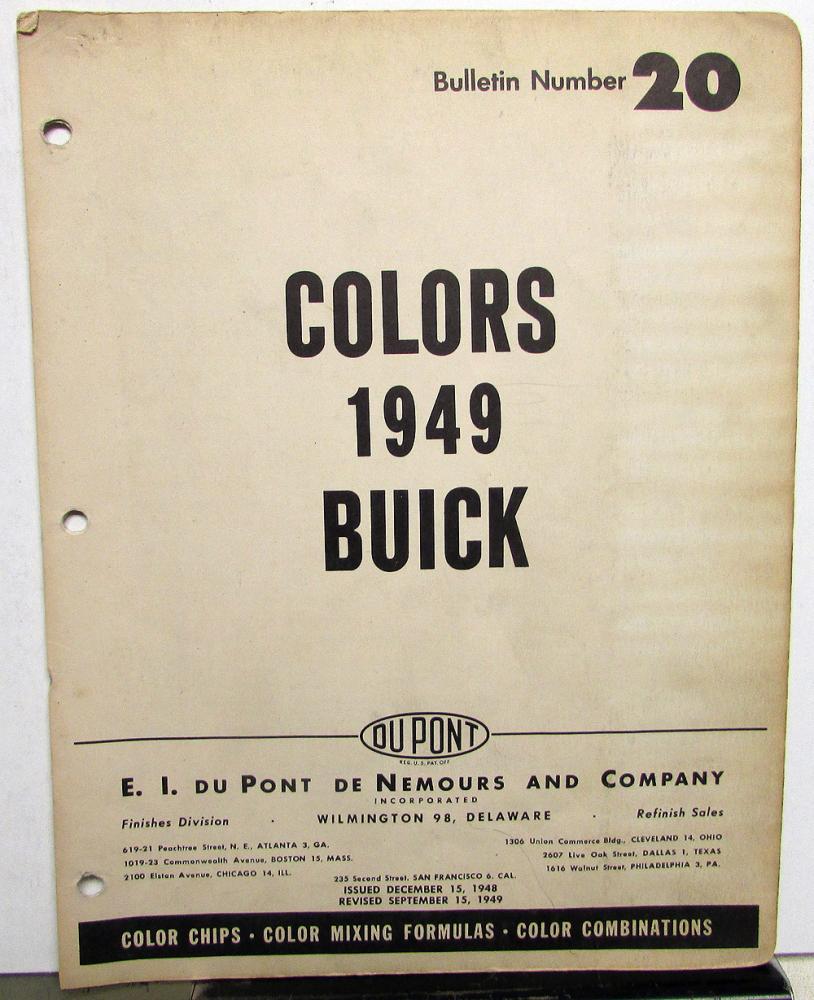 Bulletin Number 20
COLORS
1949
BUICK
DU PONT
REG. U.S. PAT. OFF
E. I. DU PONT DE NEMOURS AND COMPANY
INCORPORATED
Finishes Division · WILMINGTON 98, DELAWARE · Refinish Sales
619-21 Peachtree Street, N. E., ATLANTA 3, GA.
1306 Union Commerce Bldg., CLEVELAND 14, OHIO
1019-23 Commonwealth Avenue, BOSTON 15, MASS.
2607 Live Oak Street, DALLAS 1, TEXAS
2100 Elston Avenue, CHICAGO 14, ILL.
1616 Walnut Street, PHILADELPHIA 3, PA.
235 Second Street, SAN FRANCISCO 6, CAL.
ISSUED DECEMBER 15, 1948
REVISED SEPTEMBER 15, 1949
COLOR CHIPS · COLOR MIXING FORMULAS · COLOR COMBINATIONS